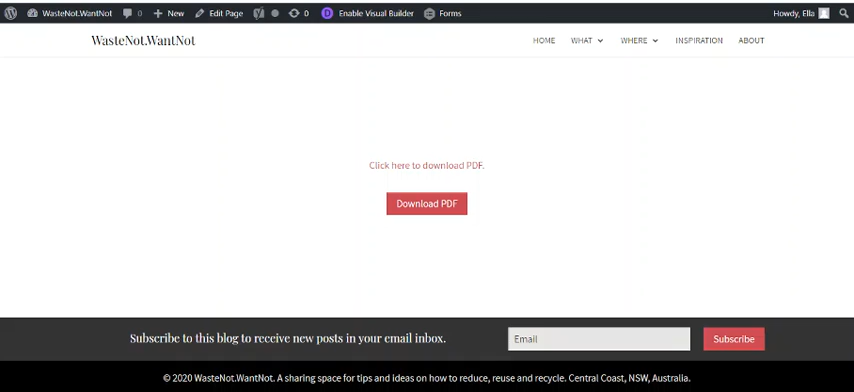 WasteNot.WantNot 0 New Edit Page 0 D Enable Visual Builder Forms Howdy, Ella
WasteNot.WantNot HOME WHAT WHERE INSPIRATION ABOUT
Click here to download PDF.
Download PDF
Subscribe to this blog to receive new posts in your email inbox. Email Subscribe
© 2020 WasteNot.WantNot. A sharing space for tips and ideas on how to reduce, reuse and recycle. Central Coast, NSW, Australia.